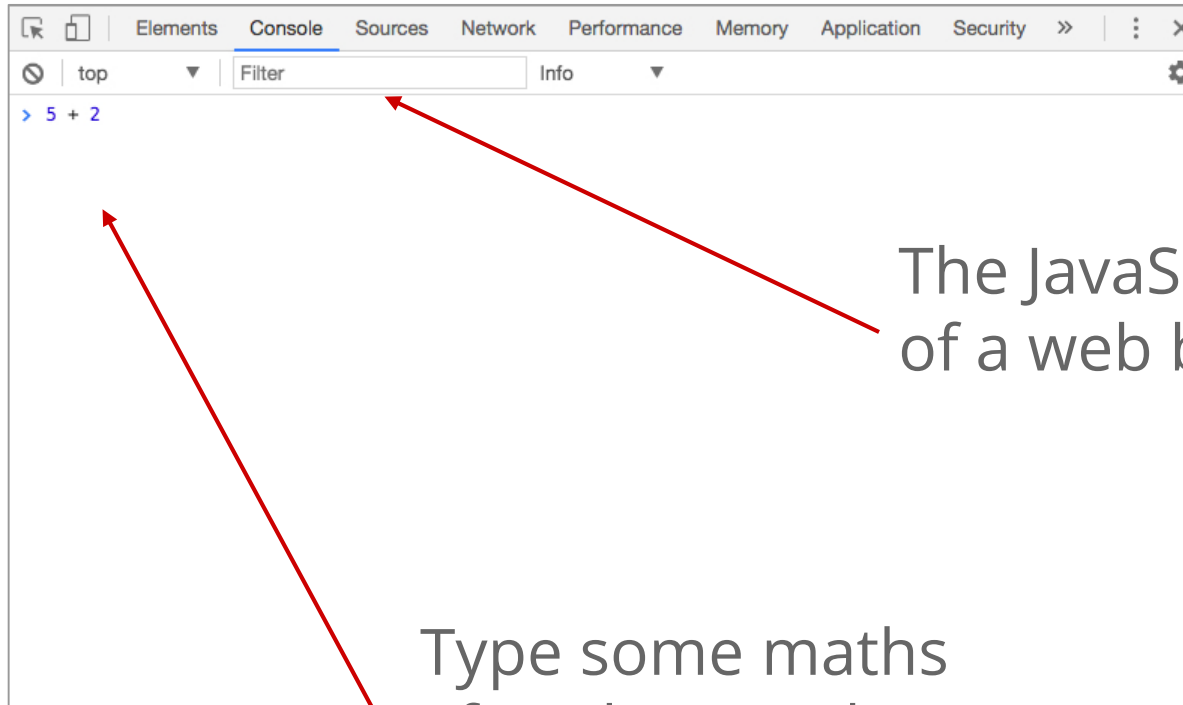 Elements Console Sources Network Performance Memory Application Security »
top ▼ Filter Info ▼
> 5 + 2
The JavaS
of a web
Type some maths